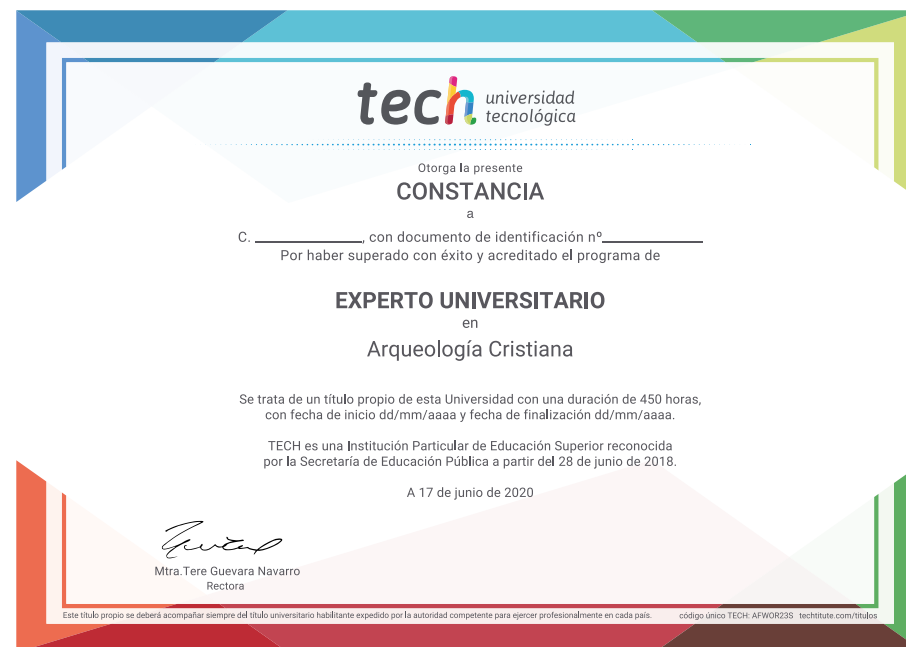 tech universidad
tecnológica
Otorga la presente
CONSTANCIA
a
C. ____________, con documento de identificación nº____________
Por haber superado con éxito y acreditado el programa de
EXPERTO UNIVERSITARIO
en
Arqueología Cristiana
Se trata de un título propio de esta Universidad con una duración de 450 horas,
con fecha de inicio dd/mm/aaaa y fecha de finalización dd/mm/aaaa.
TECH es una Institución Particular de Educación Superior reconocida
por la Secretaría de Educación Pública a partir del 28 de junio de 2018.
A 17 de junio de 2020
Mtra.Tere Guevara Navarro
Rectora
Este título propio se deberá acompañar siempre del título universitario habilitante expedido por la autoridad competente para ejercer profesionalmente en cada país. código único TECH: AFWOR23S techtitute.com/títulos